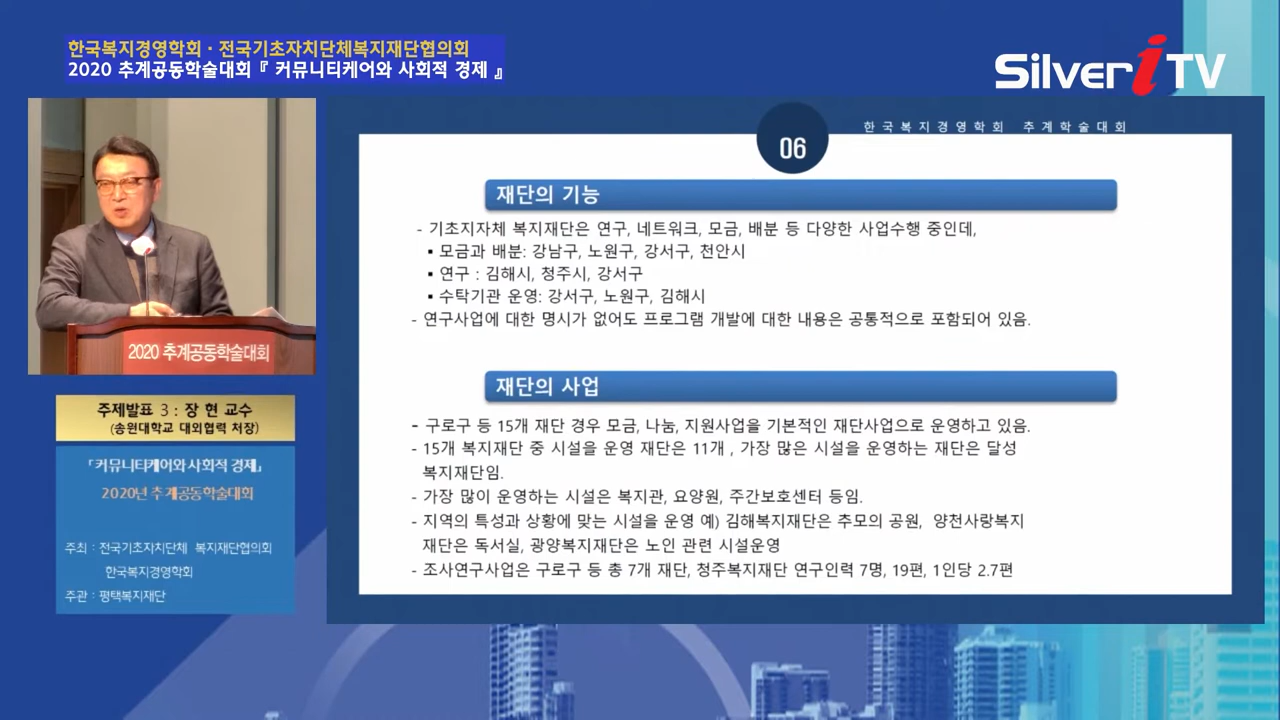 한국복지경영학회 · 전국기초자치단체복지재단협의회
2020 추계공동학술대회 『 커뮤니티케어와 사회적 경제 』
Silver i TV
2020 추계공동학술대회
주제발표 3 : 장 현 교수
(송원대학교 대외협력 처장)
「커뮤니티케어와 사회적 경제」
2020년 추계공동학술대회
주최 : 전국기초자치단체 복지재단협의회
한국복지경영학회
주관 : 평택복지재단
한국복지경영학회 추계학술대회
06
재단의 기능
- 기초지자체 복지재단은 연구, 네트워크, 모금, 배분 등 다양한 사업수행 중인데,
▪ 모금과 배분: 강남구, 노원구, 강서구, 천안시
▪ 연구 : 김해시, 청주시, 강서구
▪ 수탁기관 운영: 강서구, 노원구, 김해시
- 연구사업에 대한 명시가 없어도 프로그램 개발에 대한 내용은 공통적으로 포함되어 있음.
재단의 사업
- 구로구 등 15개 재단 경우 모금, 나눔, 지원사업을 기본적인 재단사업으로 운영하고 있음.
- 15개 복지재단 중 시설을 운영 재단은 11개 , 가장 많은 시설을 운영하는 재단은 달성
복지재단임.
- 가장 많이 운영하는 시설은 복지관, 요양원, 주간보호센터 등임.
- 지역의 특성과 상황에 맞는 시설을 운영 예) 김해복지재단은 추모의 공원, 양천사랑복지
재단은 독서실, 광양복지재단은 노인 관련 시설운영
- 조사연구사업은 구로구 등 총 7개 재단, 청주복지재단 연구인력 7명, 19편, 1인당 2.7편